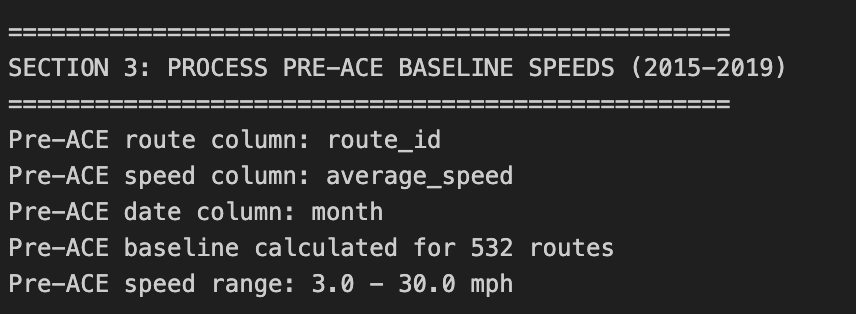 ==================================================
SECTION 3: PROCESS PRE-ACE BASELINE SPEEDS (2015-2019)
==================================================
Pre-ACE route column: route_id
Pre-ACE speed column: average_speed
Pre-ACE date column: month
Pre-ACE baseline calculated for 532 routes
Pre-ACE speed range: 3.0 - 30.0 mph